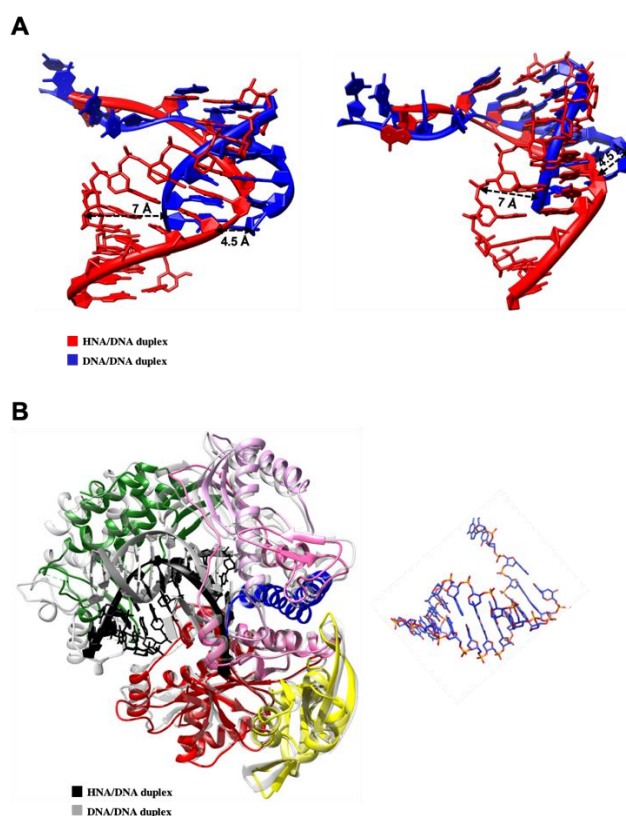 A
7 Å
4.5 Å
7 Å
4.5
HNA/DNA duplex
DNA/DNA duplex
B
HNA/DNA duplex
DNA/DNA duplex